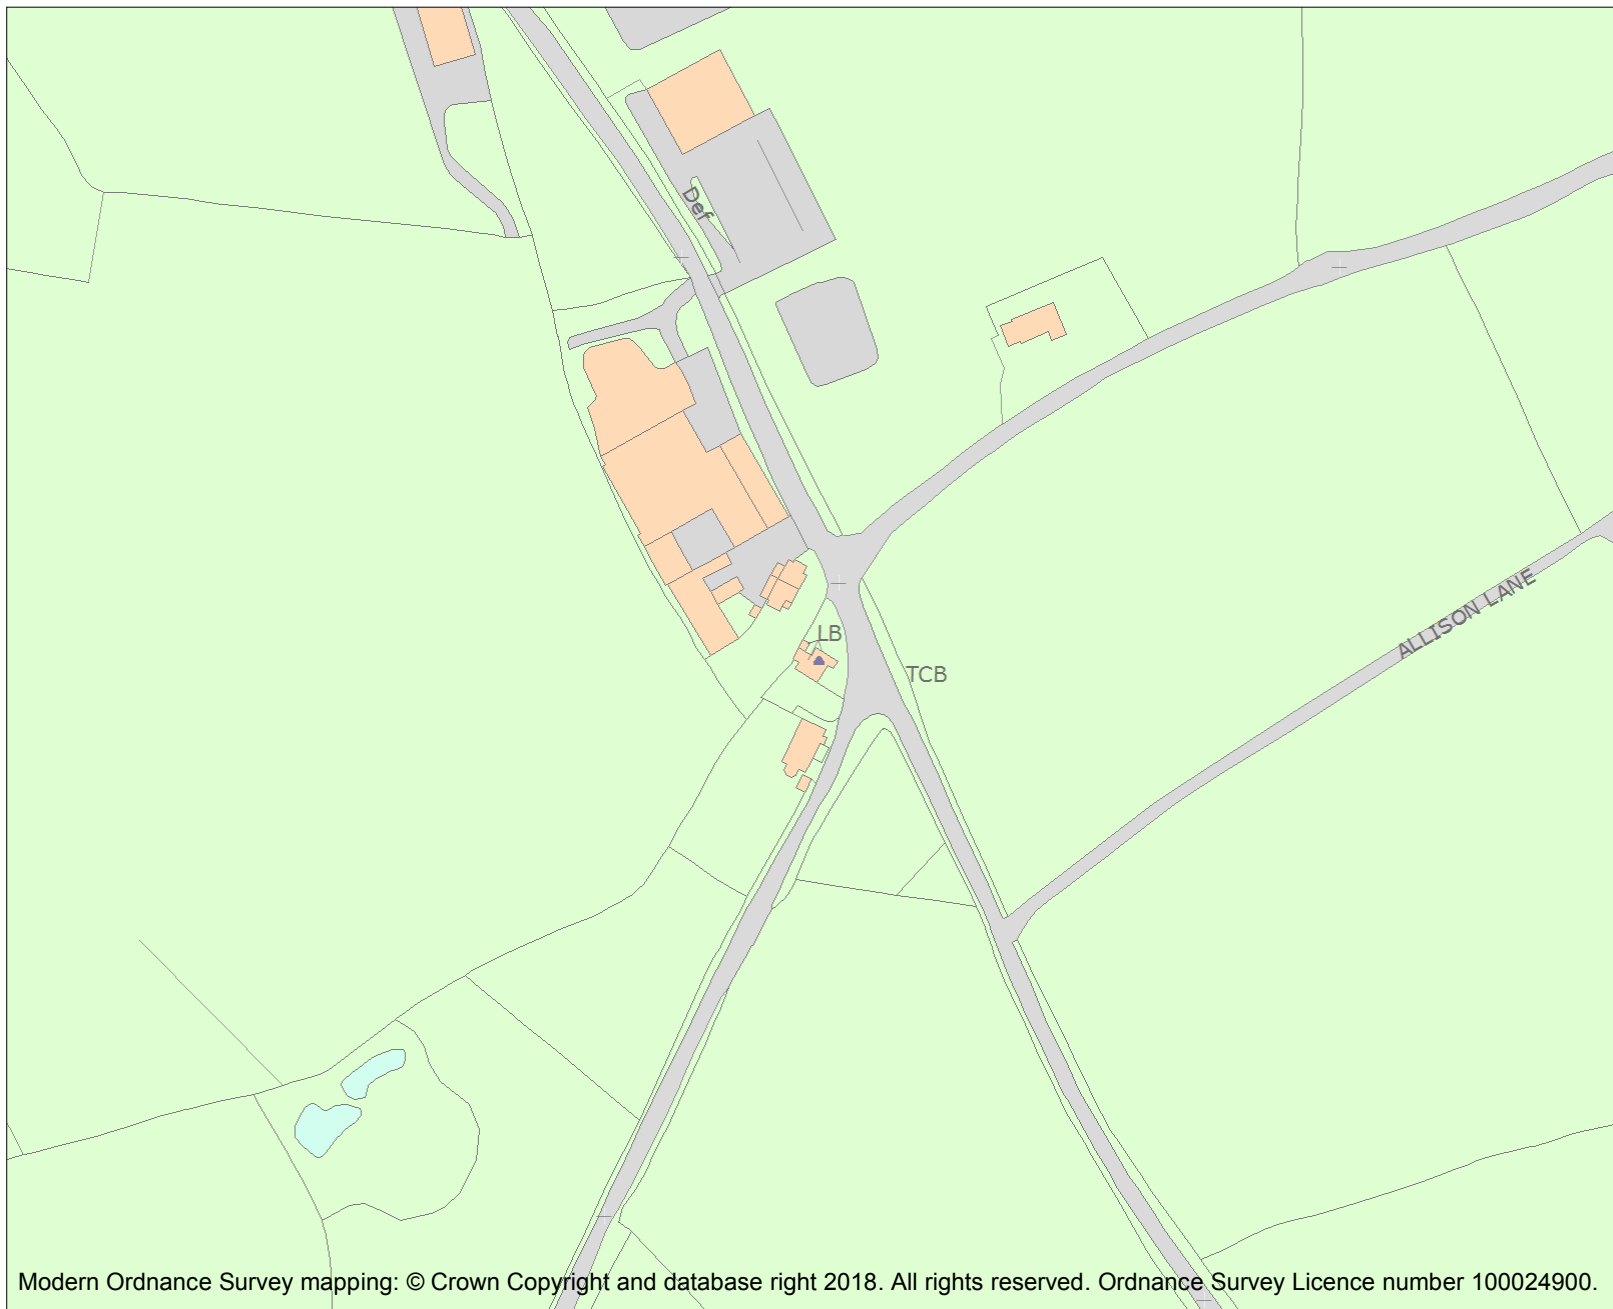 Def
ALLISON LANE
LB
TCB
Modern Ordnance Survey mapping: © Crown Copyright and database right 2018. All rights reserved. Ordnance Survey Licence number 100024900.